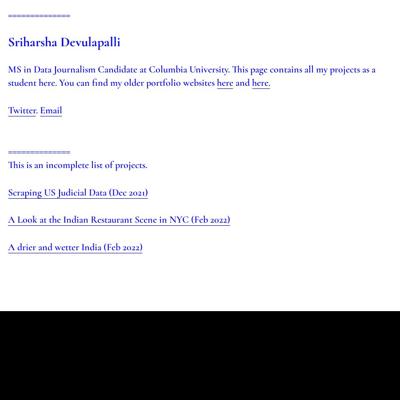 ==============
Sriharsha Devulapalli
MS in Data Journalism Candidate at Columbia University. This page contains all my projects as a
student here. You can find my older portfolio websites here and here.
Twitter. Email
==============
This is an incomplete list of projects.
Scraping US Judicial Data (Dec 2021)
A Look at the Indian Restaurant Scene in NYC (Feb 2022)
A drier and wetter India (Feb 2022)